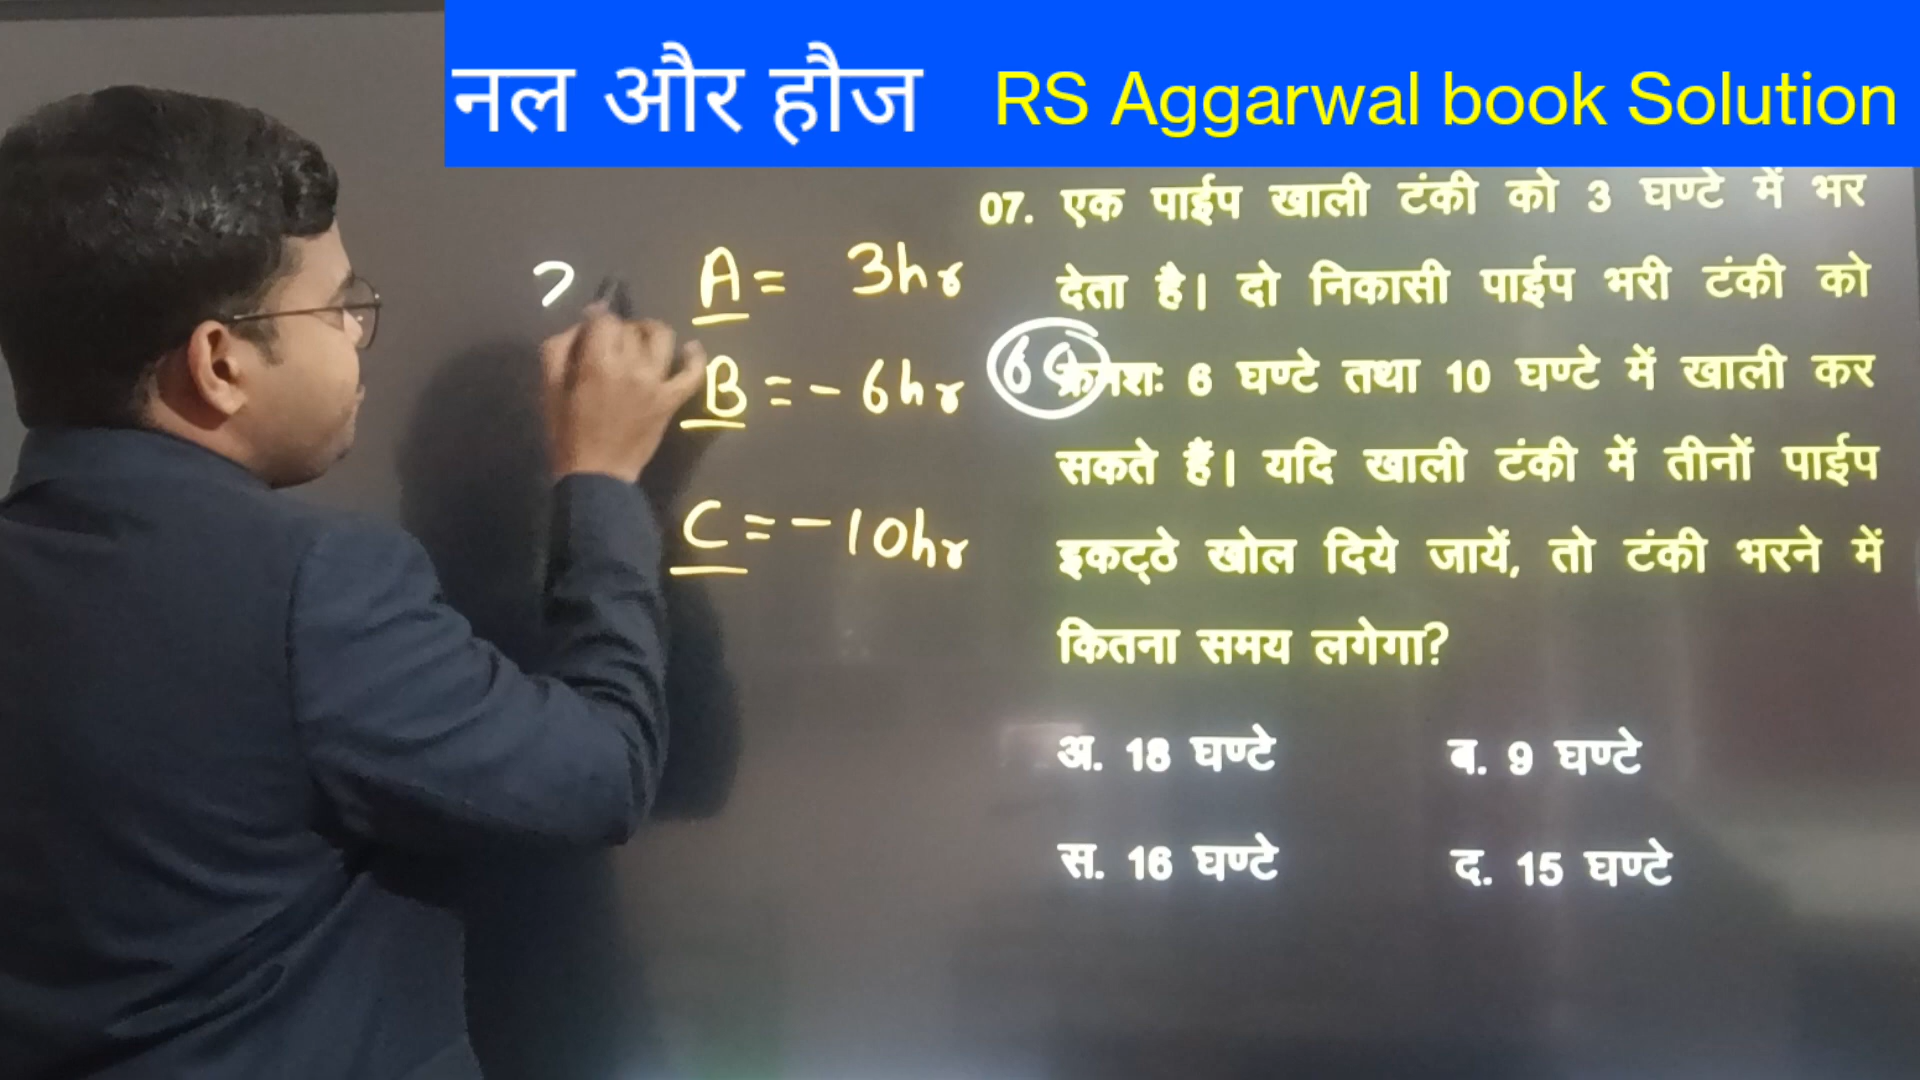 नल और हौज RS Aggarwal book Solution
07. एक पाईप खाली टंकी को 3 घण्टे में भर
देता है। दो निकासी पाईप भरी टंकी को
क्रमशः 6 घण्टे तथा 10 घण्टे में खाली कर
सकते हैं। यदि खाली टंकी में तीनों पाईप
इकट्ठे खोल दिये जायें, तो टंकी भरने में
कितना समय लगेगा?
अ. 18 घण्टे ब. 9 घण्टे
स. 16 घण्टे द. 15 घण्टे
A = 3hr
B = - 6hr
C = - 10hr